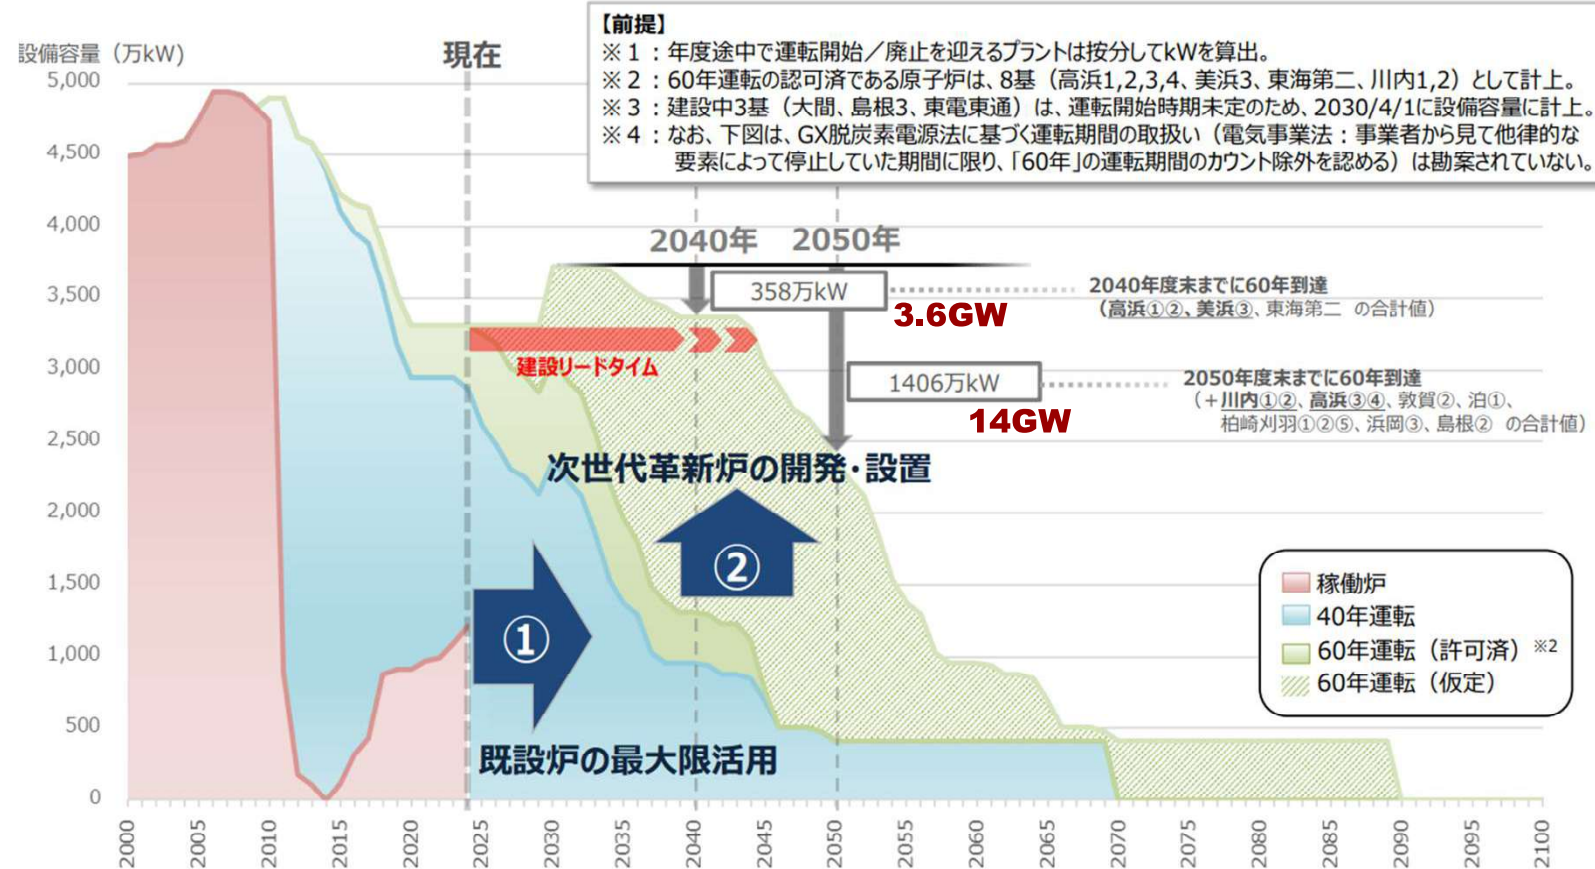 【前提】
※1：年度途中で運転開始／廃止を迎えるプラントは按分してkWを算出。
※2：60年運転の認可済である原子炉は、8基（高浜1,2,3,4、美浜3、東海第二、川内1,2）として計上。
※3：建設中3基（大間、島根3、東電東通）は、運転開始時期未定のため、2030/4/1に設備容量に計上。
※4：なお、下図は、GX脱炭素電源法に基づく運転期間の取扱い（電気事業法：事業者から見て他律的な
要素によって停止していた期間に限り、「60年」の運転期間のカウント除外を認める）は勘案されていない。
設備容量（万kW）
現在
5,000
4,500
4,000
3,500
3,000
2,500
2,000
1,500
1,000
500
0
2040年
2050年
358万kW
3.6GW
2040年度末までに60年到達
（高浜①②、美浜③、東海第二 の合計値）
建設リードタイム
1406万kW
14GW
2050年度末までに60年到達
（+川内①②、高浜③④、敦賀②、泊①、
柏崎刈羽①②⑤、浜岡③、島根② の合計値）
次世代革新炉の開発・設置
②
①
既設炉の最大限活用
稼働炉
40年運転
60年運転（許可済）※2
60年運転（仮定）
2000
2005
2010
2015
2020
2025
2030
2035
2040
2045
2050
2055
2060
2065
2070
2075
2080
2085
2090
2095
2100